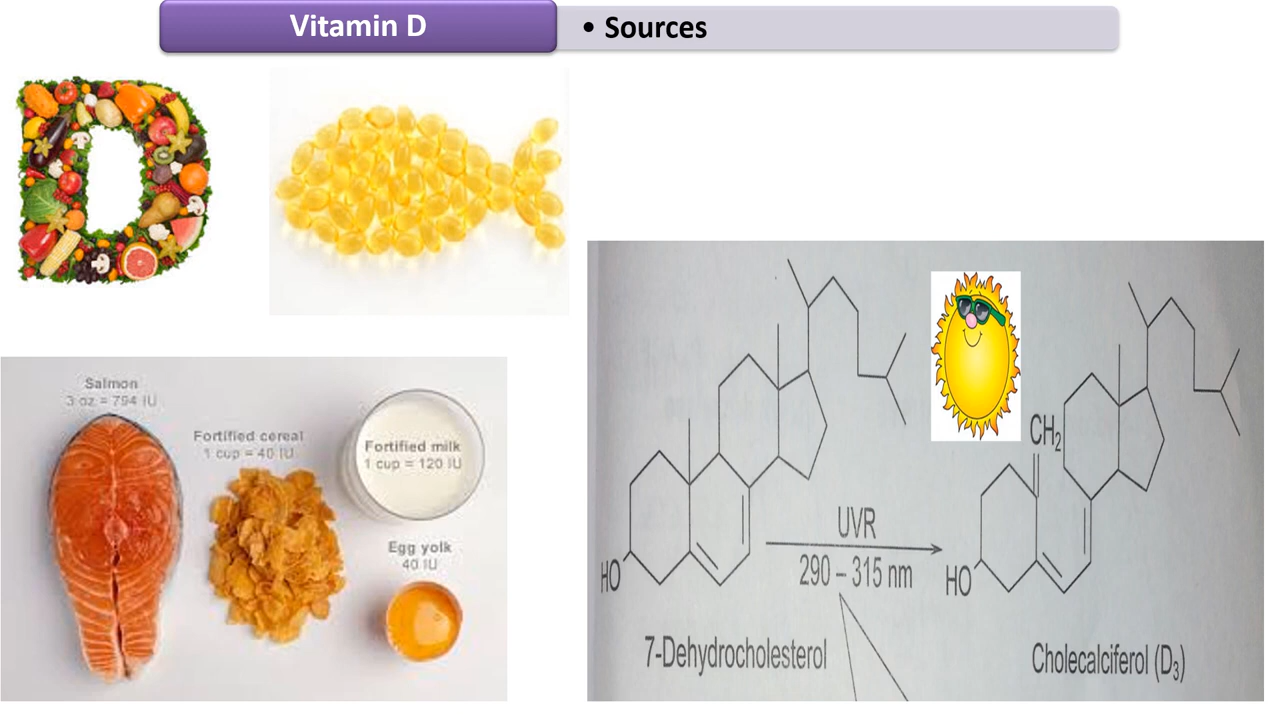 Vitamin D
• Sources
Salmon
3 oz = 794 IU
Fortified cereal
1 cup = 40 IU
Fortified milk
1 cup = 120 IU
Egg yolk
40 IU
CH₂
UVR
290 – 315 nm
HO
HO
7-Dehydrocholesterol
Cholecalciferol (D₃)